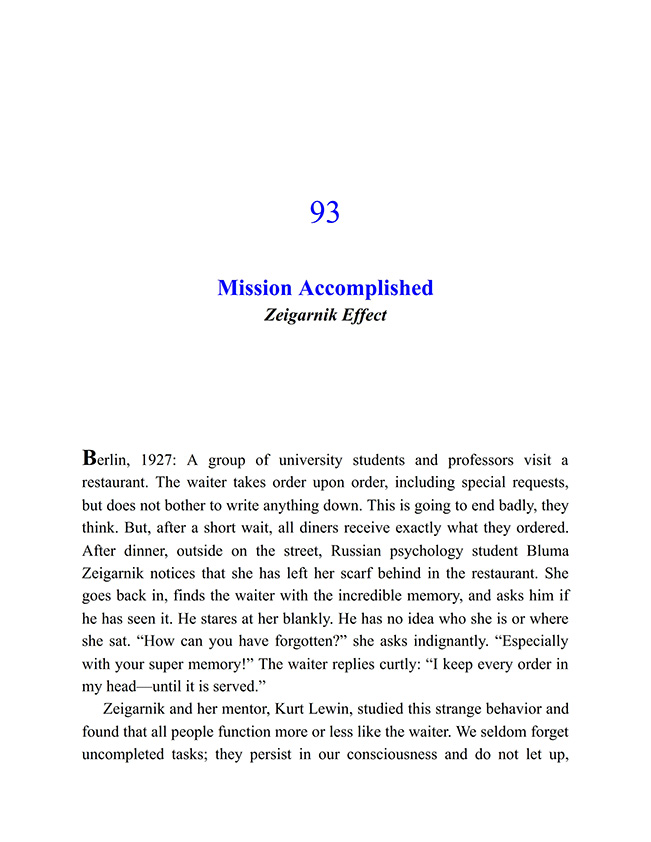 93
Mission Accomplished
Zeigarnik Effect
Berlin, 1927: A group of university students and professors visit a
restaurant. The waiter takes order upon order, including special requests,
but does not bother to write anything down. This is going to end badly, they
think. But, after a short wait, all diners receive exactly what they ordered.
After dinner, outside on the street, Russian psychology student Bluma
Zeigarnik notices that she has left her scarf behind in the restaurant. She
goes back in, finds the waiter with the incredible memory, and asks him if
he has seen it. He stares at her blankly. He has no idea who she is or where
she sat. “How can you have forgotten?” she asks indignantly. “Especially
with your super memory!” The waiter replies curtly: “I keep every order in
my head—until it is served.”
Zeigarnik and her mentor, Kurt Lewin, studied this strange behavior and
found that all people function more or less like the waiter. We seldom forget
uncompleted tasks; they persist in our consciousness and do not let up,